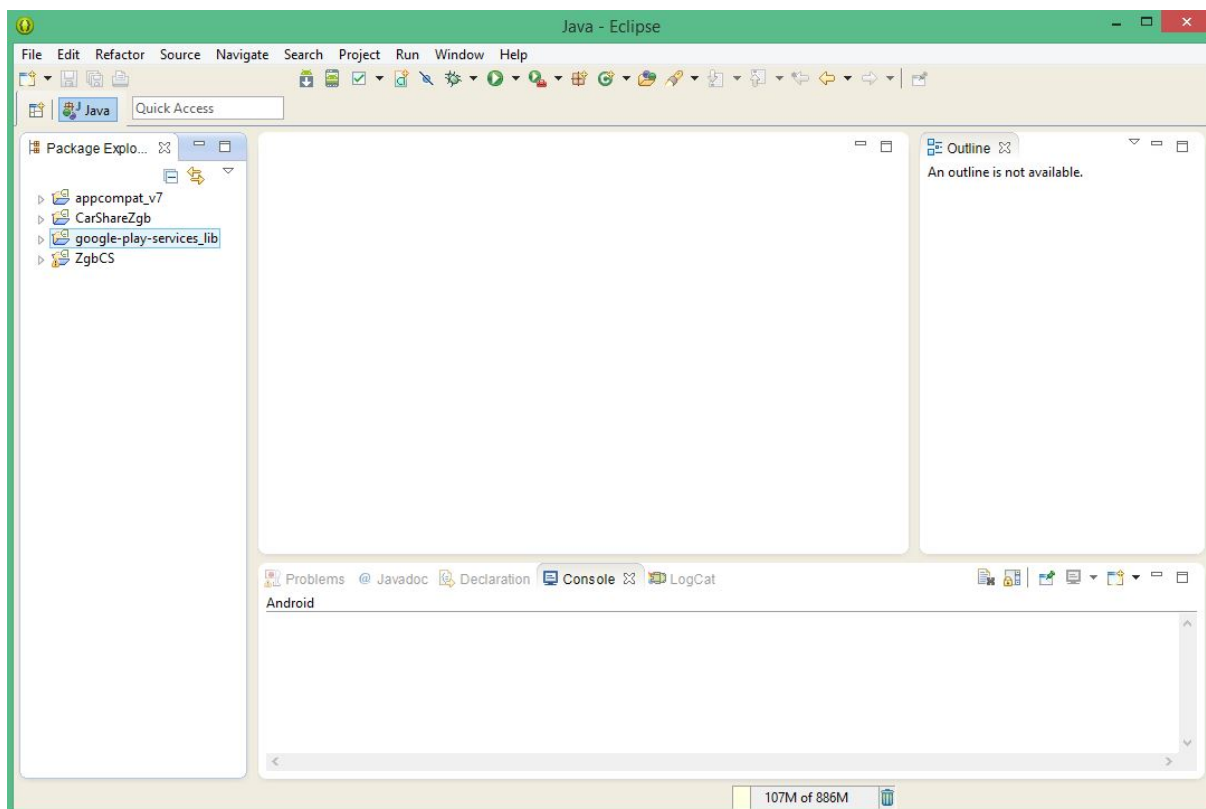 Java - Eclipse
File Edit Refactor Source Navigate Search Project Run Window Help
Java Quick Access
Package Explo...
appcompat_v7
CarShareZgb
google-play-services_lib
ZgbCS
Outline
An outline is not available.
Problems @ Javadoc Declaration Console LogCat
Android
107M of 886M